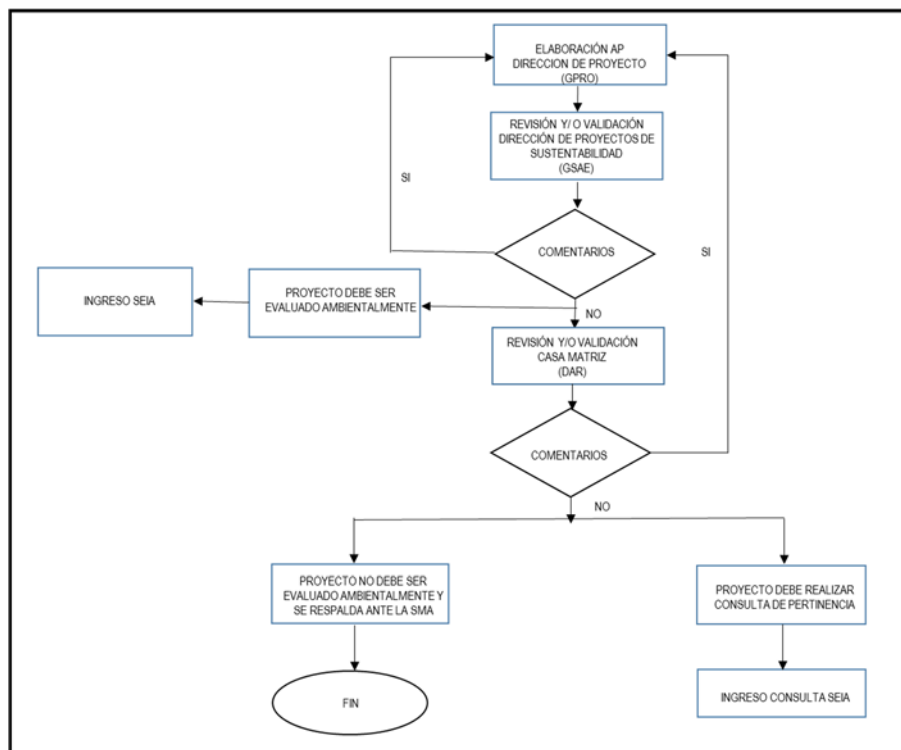 ELABORACIÓN AP
DIRECCION DE PROYECTO
(GPRO)
REVISIÓN Y/ O VALIDACIÓN
DIRECCIÓN DE PROYECTOS DE
SUSTENTABILIDAD
(GSAE)
SI
COMENTARIOS
SI
INGRESO SEIA
PROYECTO DEBE SER
EVALUADO AMBIENTALMENTE
NO
REVISIÓN Y/O VALIDACIÓN
CASA MATRIZ
(DAR)
COMENTARIOS
NO
PROYECTO NO DEBE SER
EVALUADO AMBIENTALMENTE Y
SE RESPALDA ANTE LA SMA
PROYECTO DEBE REALIZAR
CONSULTA DE PERTINENCIA
FIN
INGRESO CONSULTA SEIA